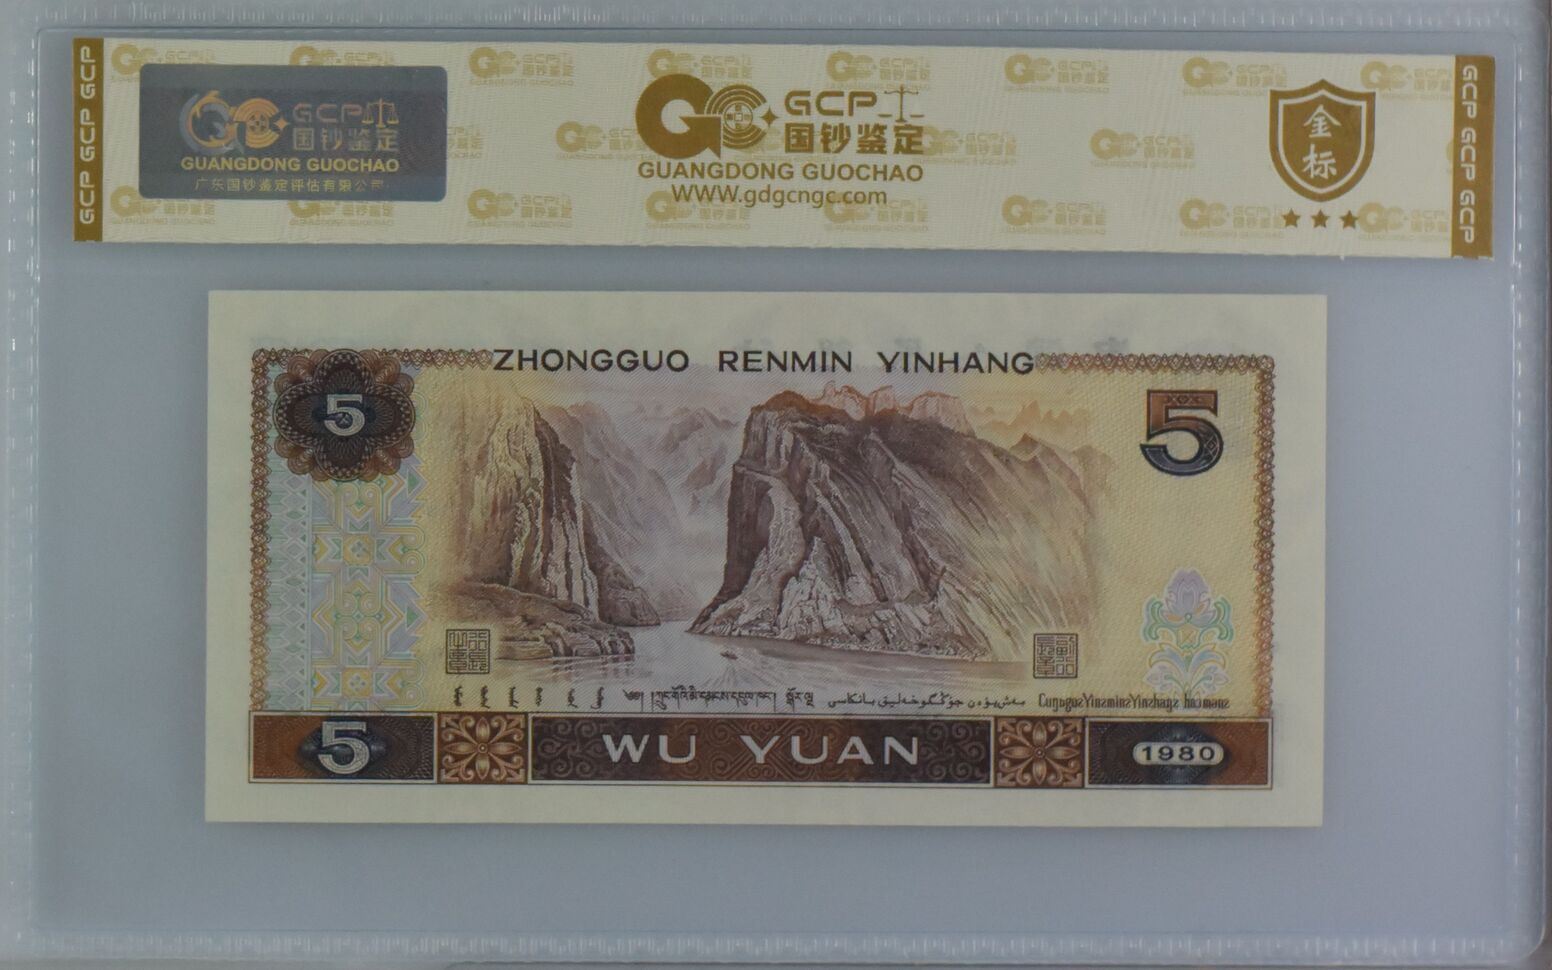 GCP
国钞鉴定
GUANGDONG GUOCHAO
广东国钞鉴定评估有限公司
GCP
国钞鉴定
GUANGDONG GUOCHAO
WWW.gdgcngc.com
金标
GCP GCP GCP
GCP GCP GCP
ZHONGGUO RENMIN YINHANG
5
5
5
WU YUAN
1980